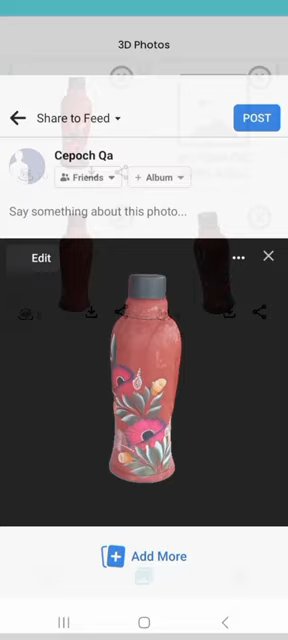 3D Photos
Share to Feed
POST
Cepoch Qa
Friends
+ Album
Say something about this photo...
Edit
Add More